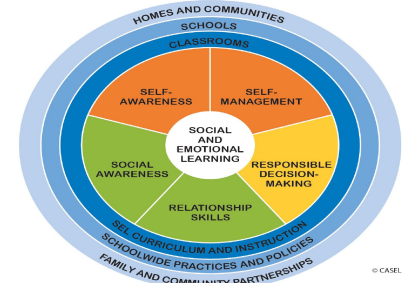 HOMES AND COMMUNITIES
SCHOOLS
CLASSROOMS
SELF-
AWARENESS
SELF-
MANAGEMENT
SOCIAL
AND
EMOTIONAL
LEARNING
SOCIAL
AWARENESS
RESPONSIBLE
DECISION-
MAKING
RELATIONSHIP
SKILLS
SEL CURRICULUM AND INSTRUCTION
SCHOOLWIDE PRACTICES AND POLICIES
FAMILY AND COMMUNITY PARTNERSHIPS
© CASEL